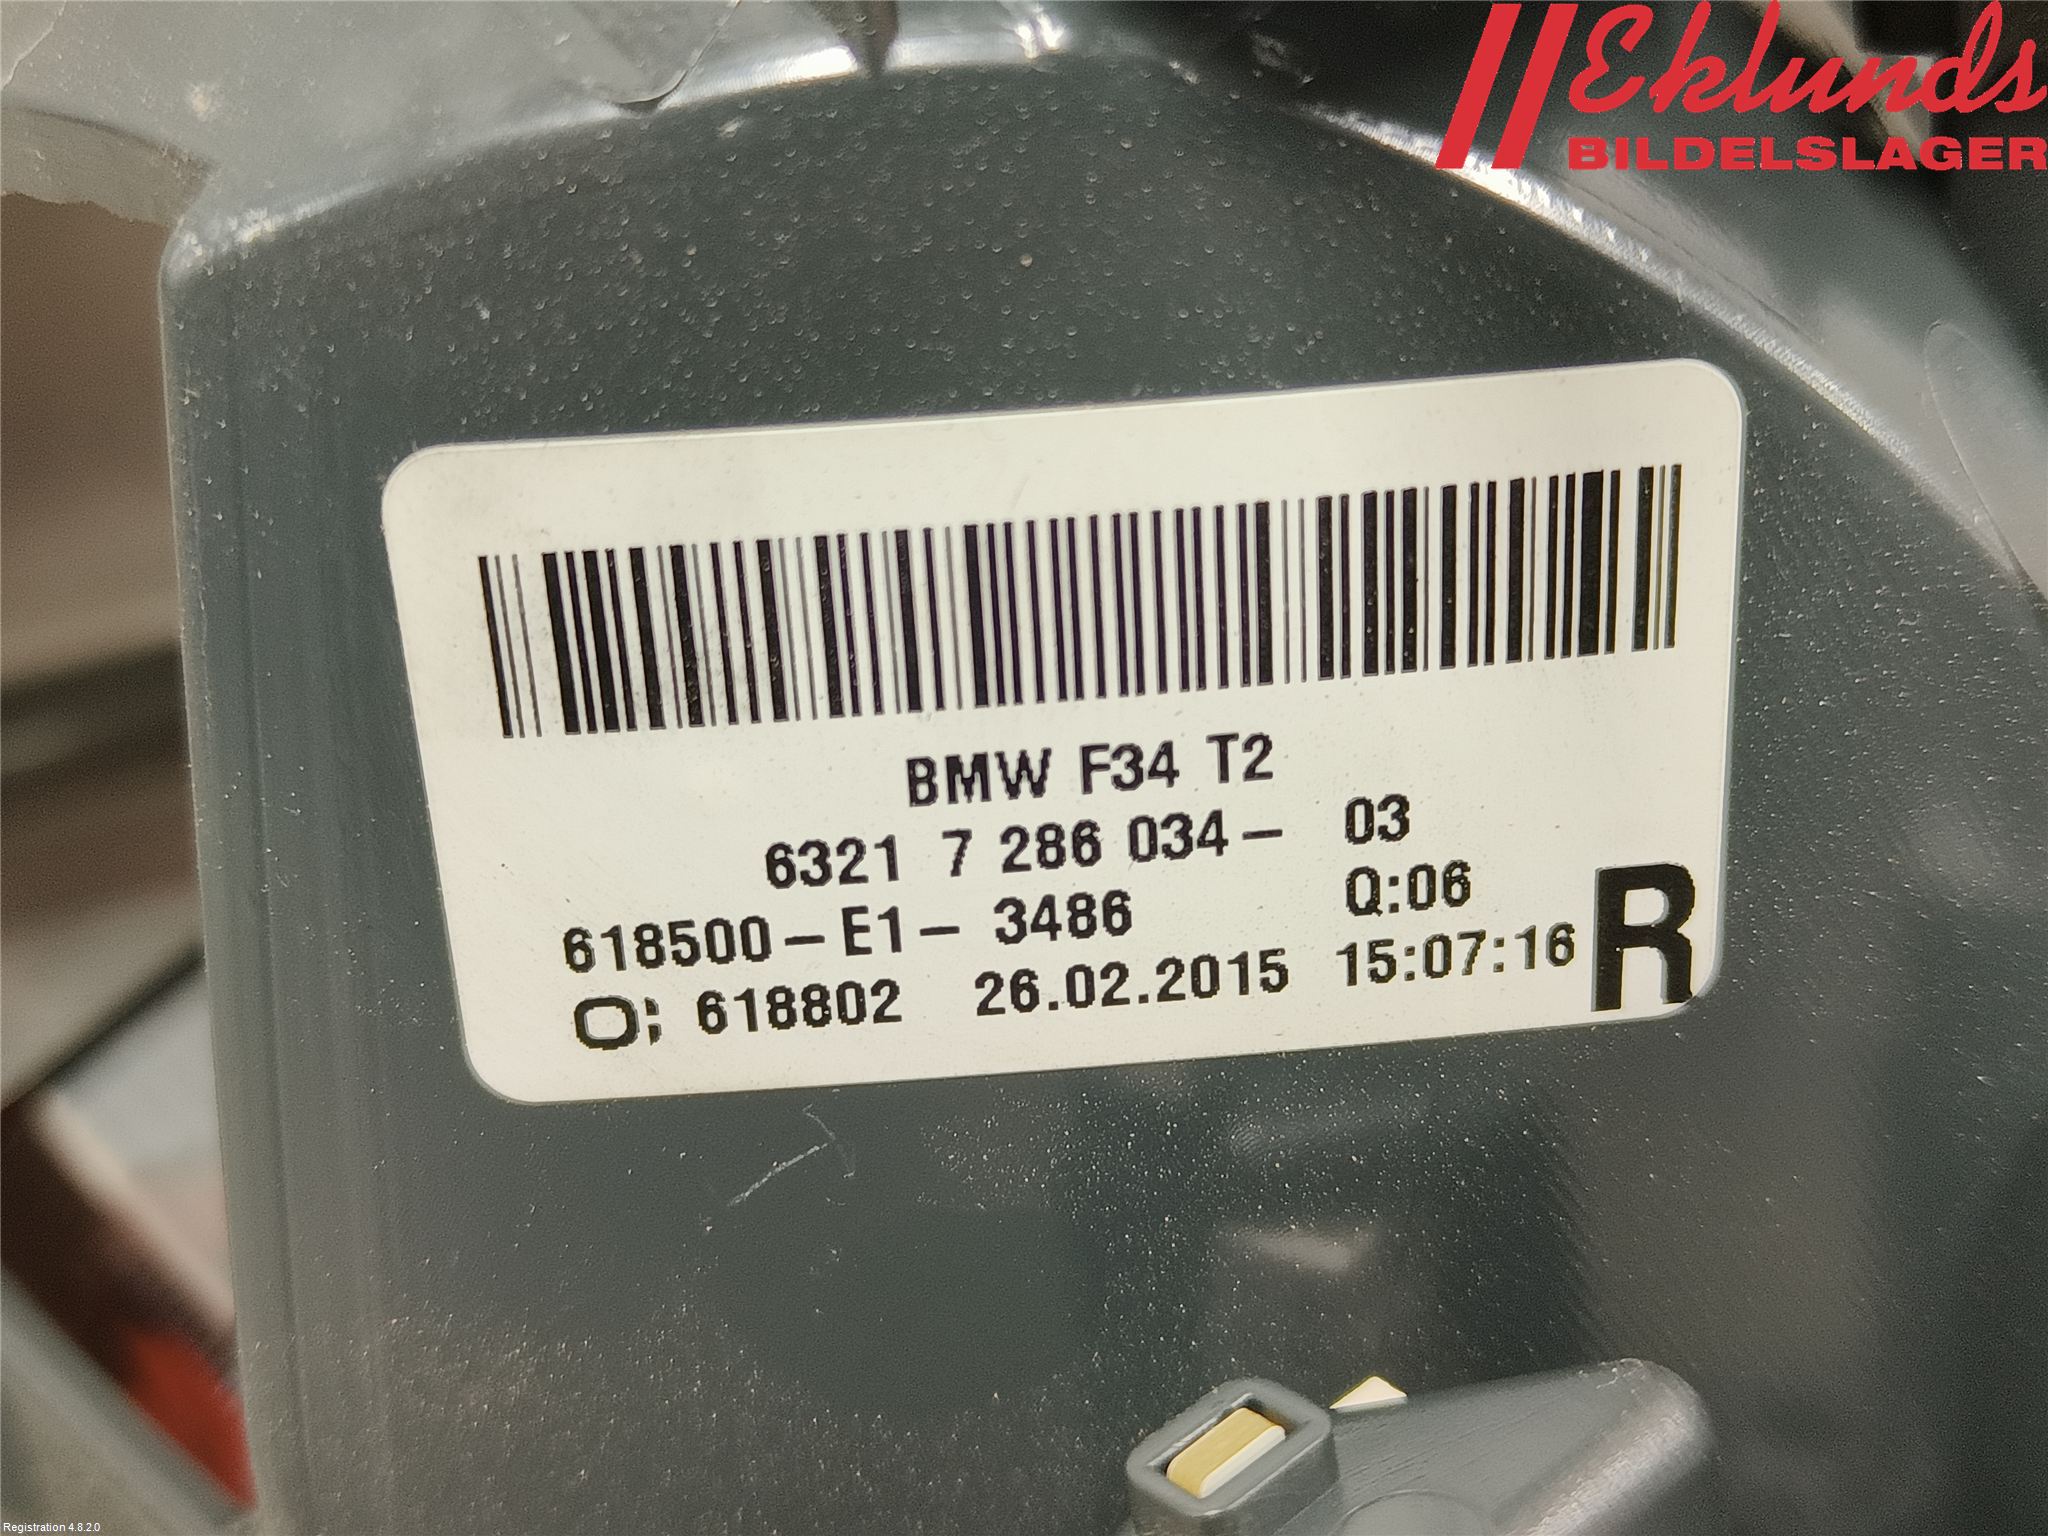 Eklunds
BILDELSLAGER
BMW F34 T2
6321 7 286 034- 03
618500-E1- 3486 Q:06
O; 618802 26.02.2015 15:07:16 R
Registration 4.8.2.0